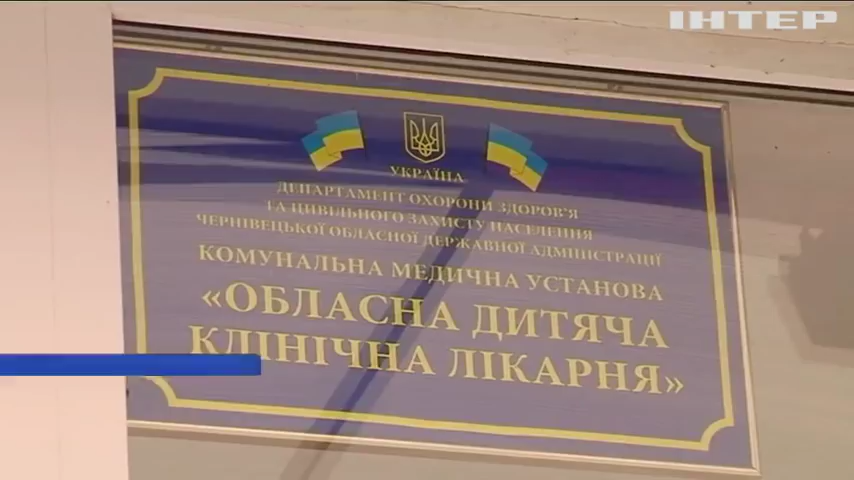 ІНТЕР
УКРАЇНА
ДЕПАРТАМЕНТ ОХОРОНИ ЗДОРОВ'Я
ТА ЦИВІЛЬНОГО ЗАХИСТУ НАСЕЛЕННЯ
ЧЕРНІВЕЦЬКОЇ ОБЛАСНОЇ ДЕРЖАВНОЇ АДМІНІСТРАЦІЇ
КОМУНАЛЬНА МЕДИЧНА УСТАНОВА
«ОБЛАСНА ДИТЯЧА
КЛІНІЧНА ЛІКАРНЯ»